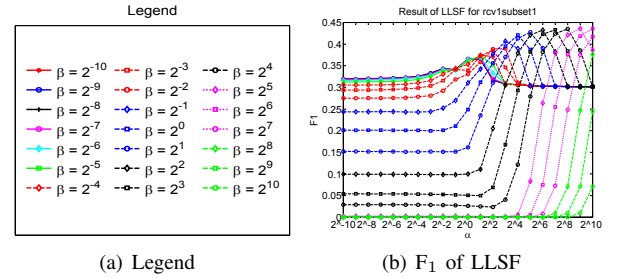 Legend
β = 2^-10
β = 2^-9
β = 2^-8
β = 2^-7
β = 2^-6
β = 2^-5
β = 2^-4
β = 2^-3
β = 2^-2
β = 2^-1
β = 2^0
β = 2^1
β = 2^2
β = 2^3
β = 2^4
β = 2^5
β = 2^6
β = 2^7
β = 2^8
β = 2^9
β = 2^10
(a) Legend
Result of LLSF for rcv1subset1
F1
0.45
0.4
0.35
0.3
0.25
0.2
0.15
0.1
0.05
0
2^-10 2^-8 2^-6 2^-4 2^-2 2^0 2^2 2^4 2^6 2^8 2^10
α
(b) F₁ of LLSF